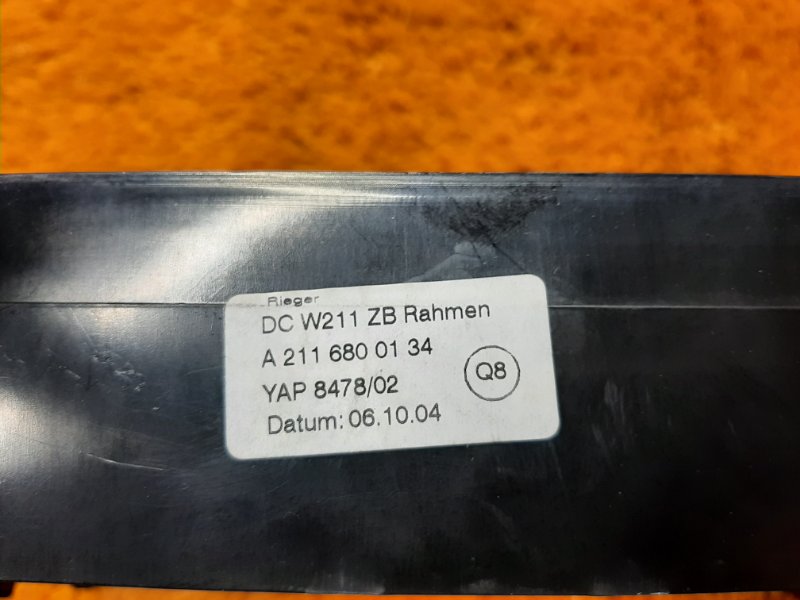 Rieger
DC W211 ZB Rahmen
A 211 680 01 34
Q8
YAP 8478/02
Datum: 06.10.04